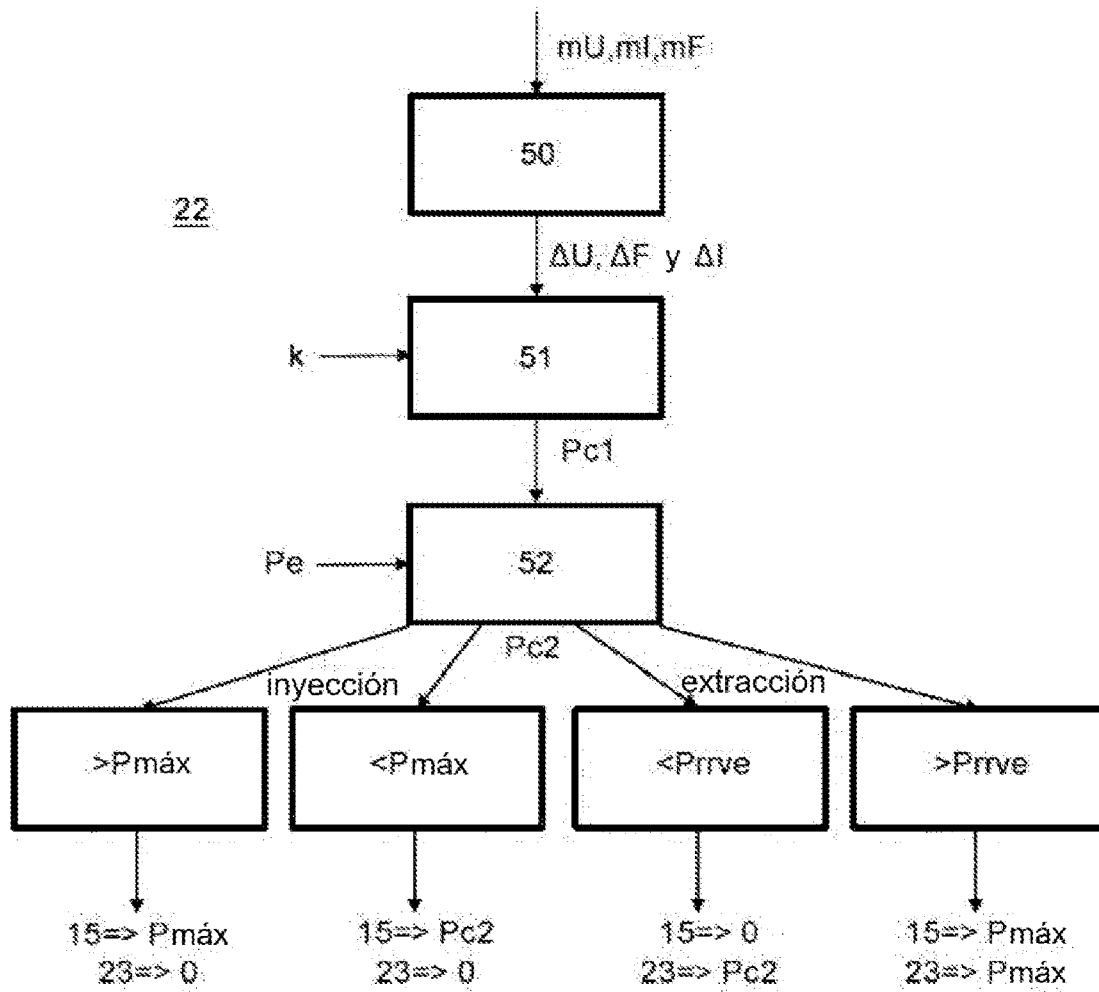 mU,mI,mF
50
22
ΔU, ΔF y ΔI
k
51
Pc1
Pe
52
Pc2
inyección
extracción
>Pmáx
<Pmáx
<Prrve
>Prrve
15=> Pmáx
23=> 0
15=> Pc2
23=> 0
15=> 0
23=> Pc2
15=> Pmáx
23=> Pmáx